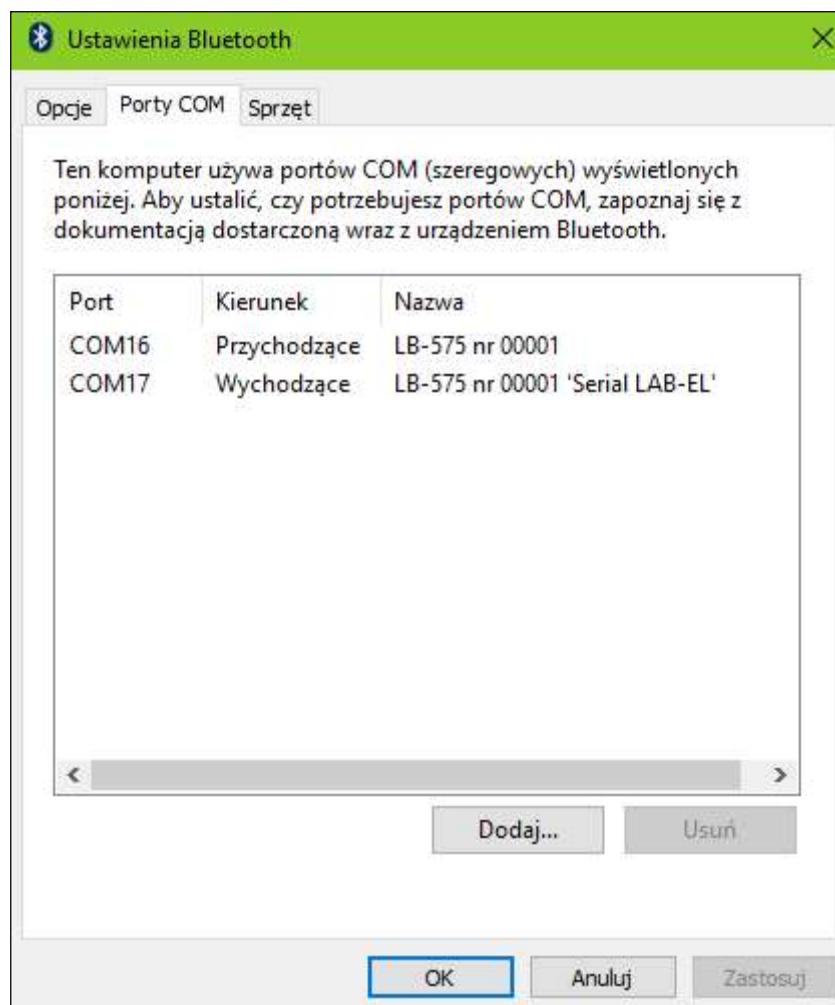 Ustawienia Bluetooth
Opcje Porty COM Sprzęt
Ten komputer używa portów COM (szeregowych) wyświetlonych
poniżej. Aby ustalić, czy potrzebujesz portów COM, zapoznaj się z
dokumentacją dostarczoną wraz z urządzeniem Bluetooth.
Port Kierunek Nazwa
COM16 Przychodzące LB-575 nr 00001
COM17 Wychodzące LB-575 nr 00001 'Serial LAB-EL'
Dodaj... Usuń
OK Anuluj Zastosuj